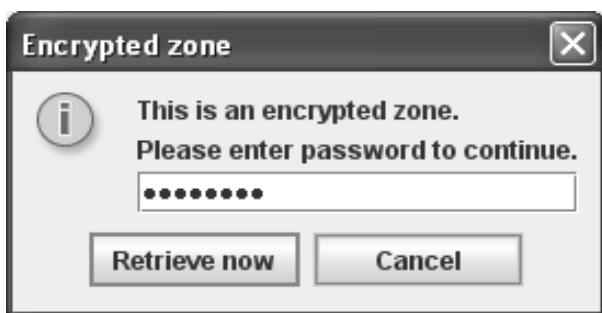 Encrypted zone
This is an encrypted zone.
Please enter password to continue.
••••••••
Retrieve now
Cancel